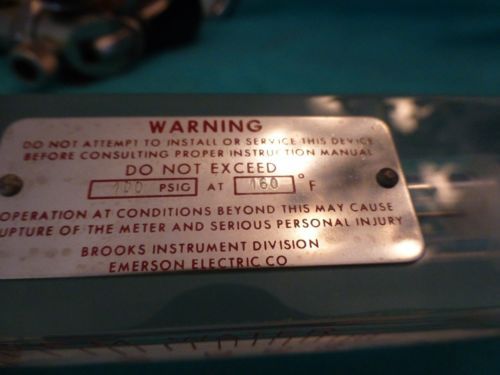 WARNING
DO NOT ATTEMPT TO INSTALL OR SERVICE THIS DEVICE
BEFORE CONSULTING PROPER INSTRUCTION MANUAL
DO NOT EXCEED
100 PSIG AT 160 °F
OPERATION AT CONDITIONS BEYOND THIS MAY CAUSE
RUPTURE OF THE METER AND SERIOUS PERSONAL INJURY
BROOKS INSTRUMENT DIVISION
EMERSON ELECTRIC CO